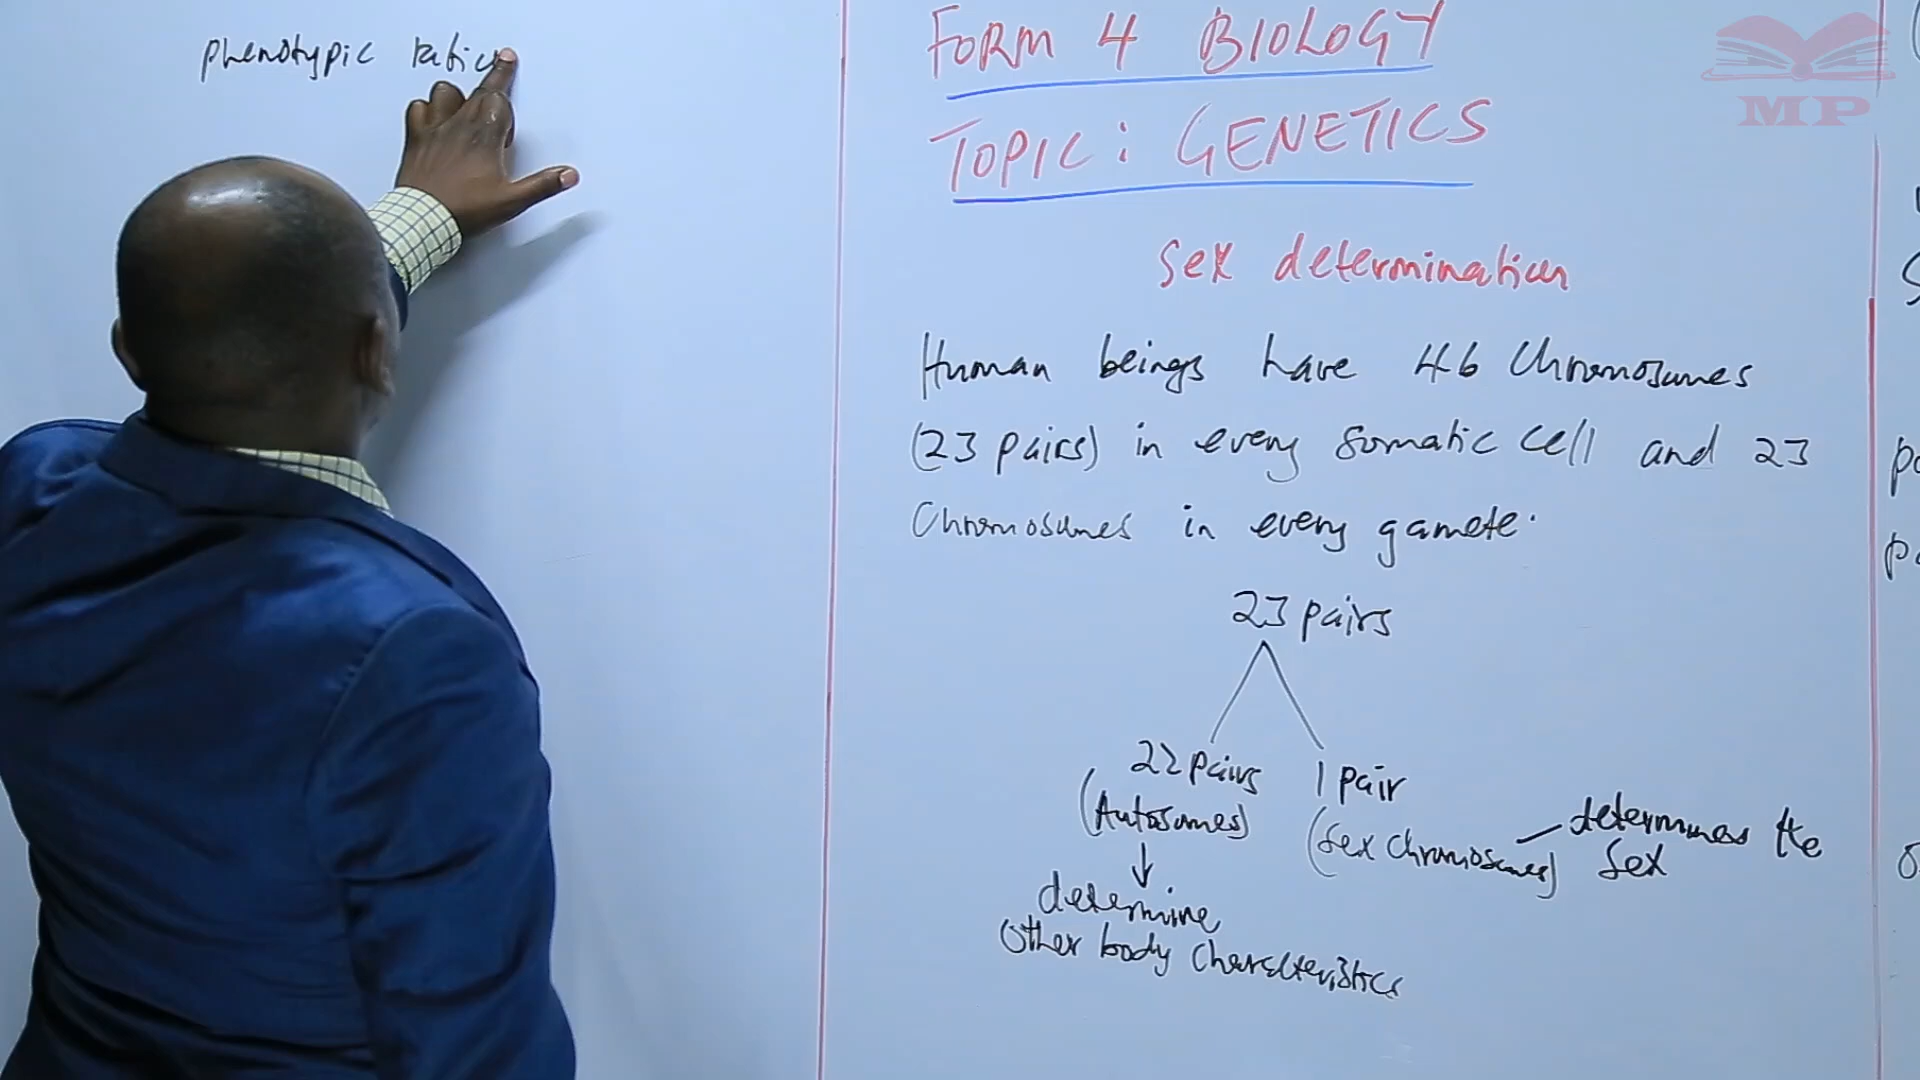 phenotypic ratio
FORM 4 BIOLOGY
TOPIC: GENETICS
Sex determination
Human beings have 46 Chromosomes
(23 pairs) in every somatic cell and 23
Chromosomes in every gamete.
23 pairs
22 pairs 1 pair
(Autosomes) (Sex Chromosomes) determines the
sex
determine
Other body Characteristics
MP